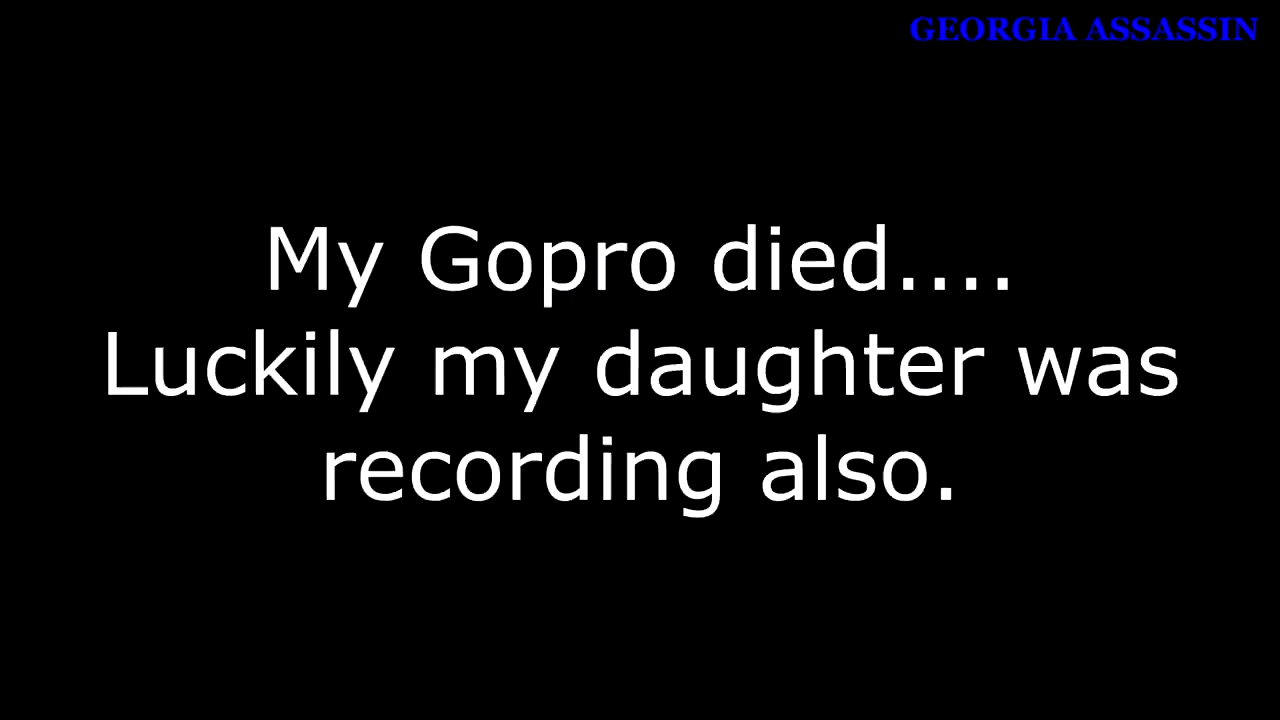 GEORGIA ASSASSIN
My Gopro died....
Luckily my daughter was
recording also.